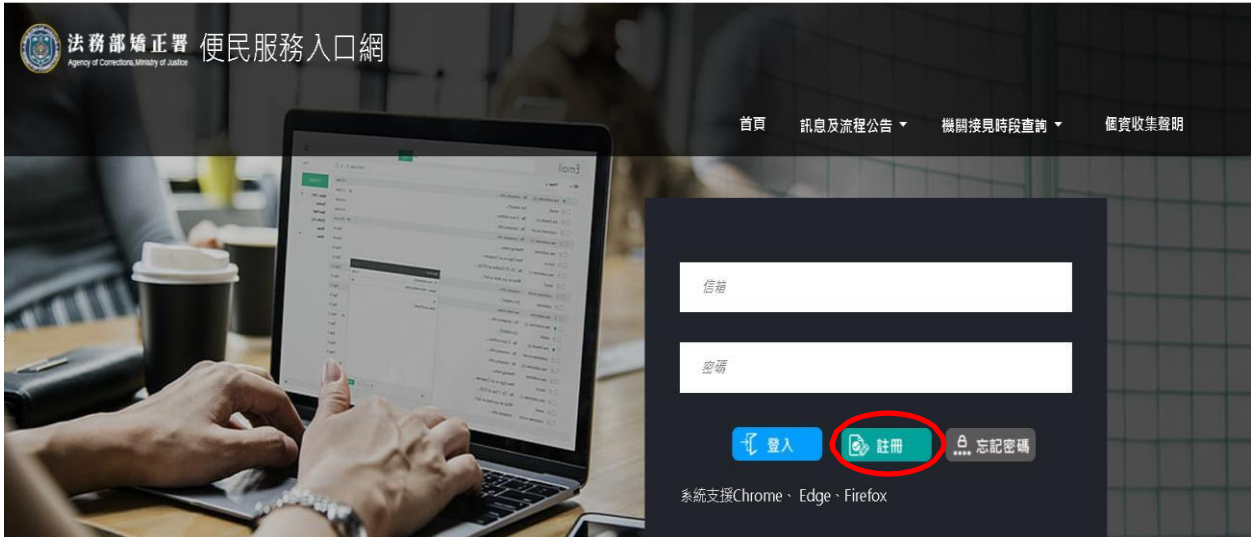 法務部矯正署 便民服務入口網
Agency of Corrections,Ministry of Justice
首頁 訊息及流程公告 機關接見時段查詢 個資收集聲明
信箱
密碼
登入 註冊 忘記密碼
系統支援Chrome、Edge、Firefox